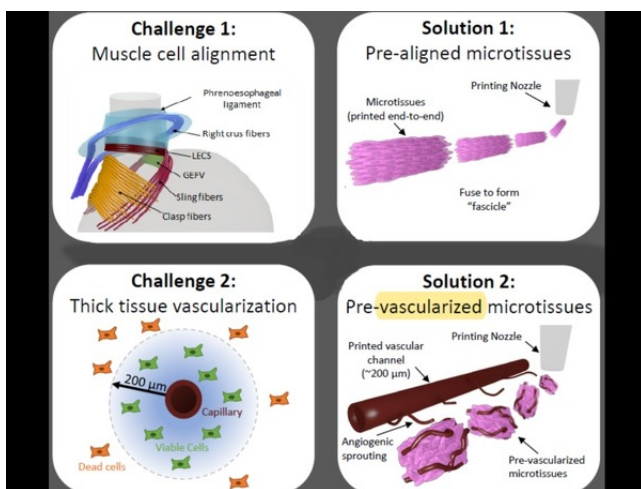 Challenge 1:
Muscle cell alignment
Phrenoesophageal
ligament
Right crus fibers
LECS
GEFV
Sling fibers
Clasp fibers
Solution 1:
Pre-aligned microtissues
Printing Nozzle
Microtissues
(printed end-to-end)
Fuse to form
"fascicle"
Challenge 2:
Thick tissue vascularization
200 µm
Capillary
Viable Cells
Dead cells
Solution 2:
Pre-vascularized microtissues
Printing Nozzle
Printed vascular
channel
(~200 µm)
Angiogenic
sprouting
Pre-vascularized
microtissues